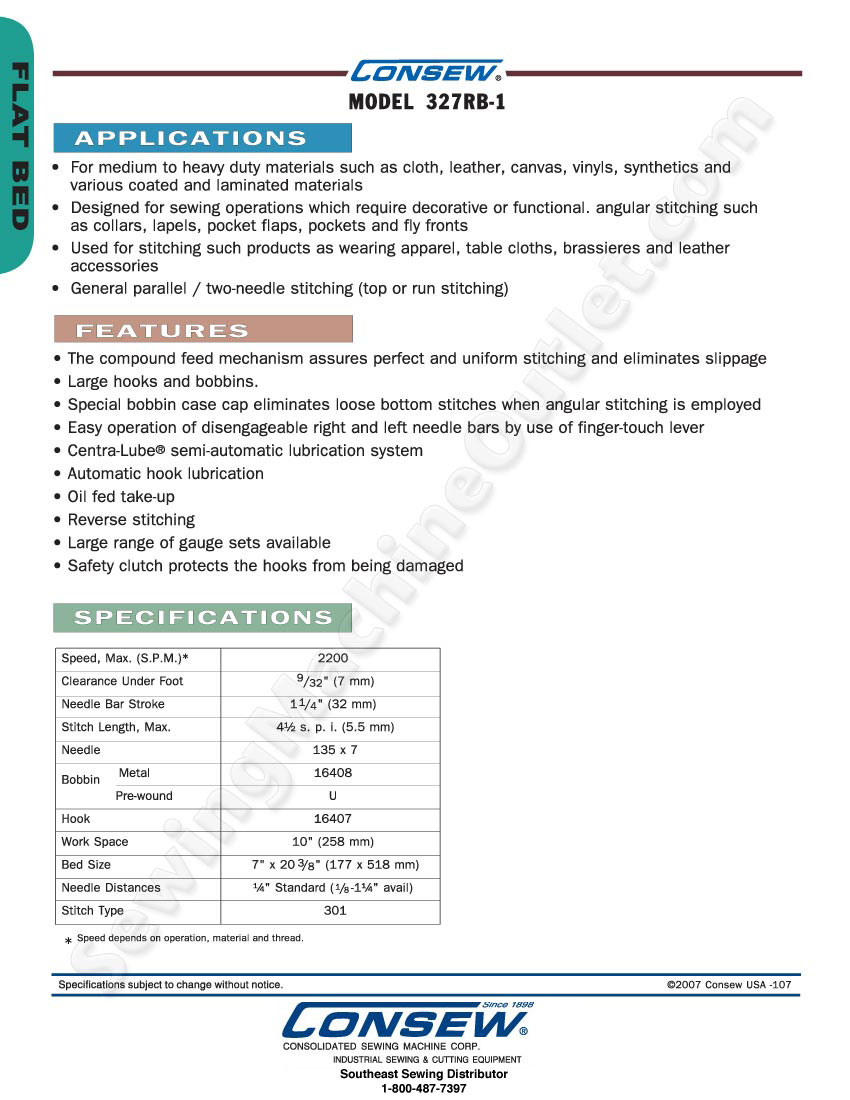 FLAT BED
CONSEW®
MODEL 327RB-1
APPLICATIONS
• For medium to heavy duty materials such as cloth, leather, canvas, vinyls, synthetics and
various coated and laminated materials
• Designed for sewing operations which require decorative or functional. angular stitching such
as collars, lapels, pocket flaps, pockets and fly fronts
• Used for stitching such products as wearing apparel, table cloths, brassieres and leather
accessories
• General parallel / two-needle stitching (top or run stitching)
FEATURES
• The compound feed mechanism assures perfect and uniform stitching and eliminates slippage
• Large hooks and bobbins.
• Special bobbin case cap eliminates loose bottom stitches when angular stitching is employed
• Easy operation of disengageable right and left needle bars by use of finger-touch lever
• Centra-Lube® semi-automatic lubrication system
• Automatic hook lubrication
• Oil fed take-up
• Reverse stitching
• Large range of gauge sets available
• Safety clutch protects the hooks from being damaged
SPECIFICATIONS
Speed, Max. (S.P.M.)* 2200
Clearance Under Foot 9/32" (7 mm)
Needle Bar Stroke 1 1/4" (32 mm)
Stitch Length, Max. 4½ s. p. i. (5.5 mm)
Needle 135 x 7
Bobbin Metal 16408
Pre-wound U
Hook 16407
Work Space 10" (258 mm)
Bed Size 7" x 20 3/8" (177 x 518 mm)
Needle Distances ¼" Standard (1/8-1¼" avail)
Stitch Type 301
* Speed depends on operation, material and thread.
SewingMachineOutlet.com
Specifications subject to change without notice. ©2007 Consew USA -107
Since 1898
CONSEW®
CONSOLIDATED SEWING MACHINE CORP.
INDUSTRIAL SEWING & CUTTING EQUIPMENT
Southeast Sewing Distributor
1-800-487-7397